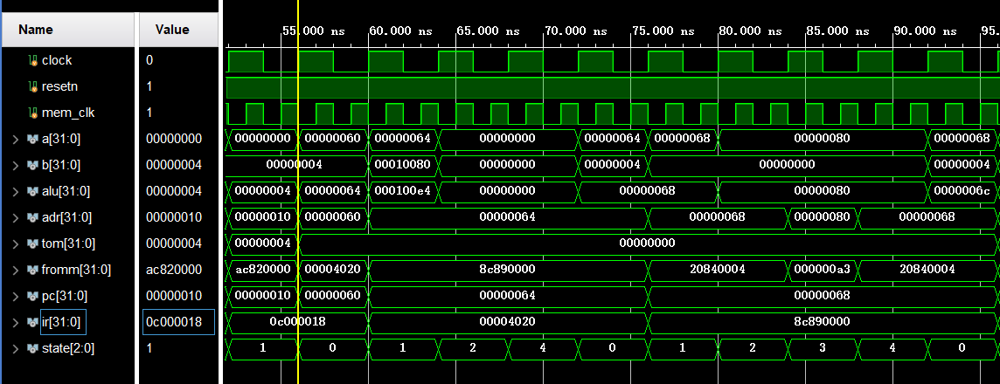 Name Value 55.000 ns 60.000 ns 65.000 ns 70.000 ns 75.000 ns 80.000 ns 85.000 ns 90.000 ns 95.
clock 0
resetn 1
mem_clk 1
a[31:0] 00000000 00000000 00000060 00000064 00000000 00000064 00000068 00000080 00000068
b[31:0] 00000004 00000004 00010080 00000000 00000004 00000000 00000004
alu[31:0] 00000004 00000004 00000064 000100e4 00000000 00000068 00000080 0000006c
adr[31:0] 00000010 00000010 00000060 00000064 00000068 00000080 00000068
tom[31:0] 00000004 00000004 00000000
fromm[31:0] ac820000 ac820000 00004020 8c890000 20840004 000000a3 20840004
pc[31:0] 00000010 00000010 00000060 00000064 00000068
ir[31:0] 0c000018 0c000018 00004020 8c890000
state[2:0] 1 1 0 1 2 4 0 1 2 3 4 0